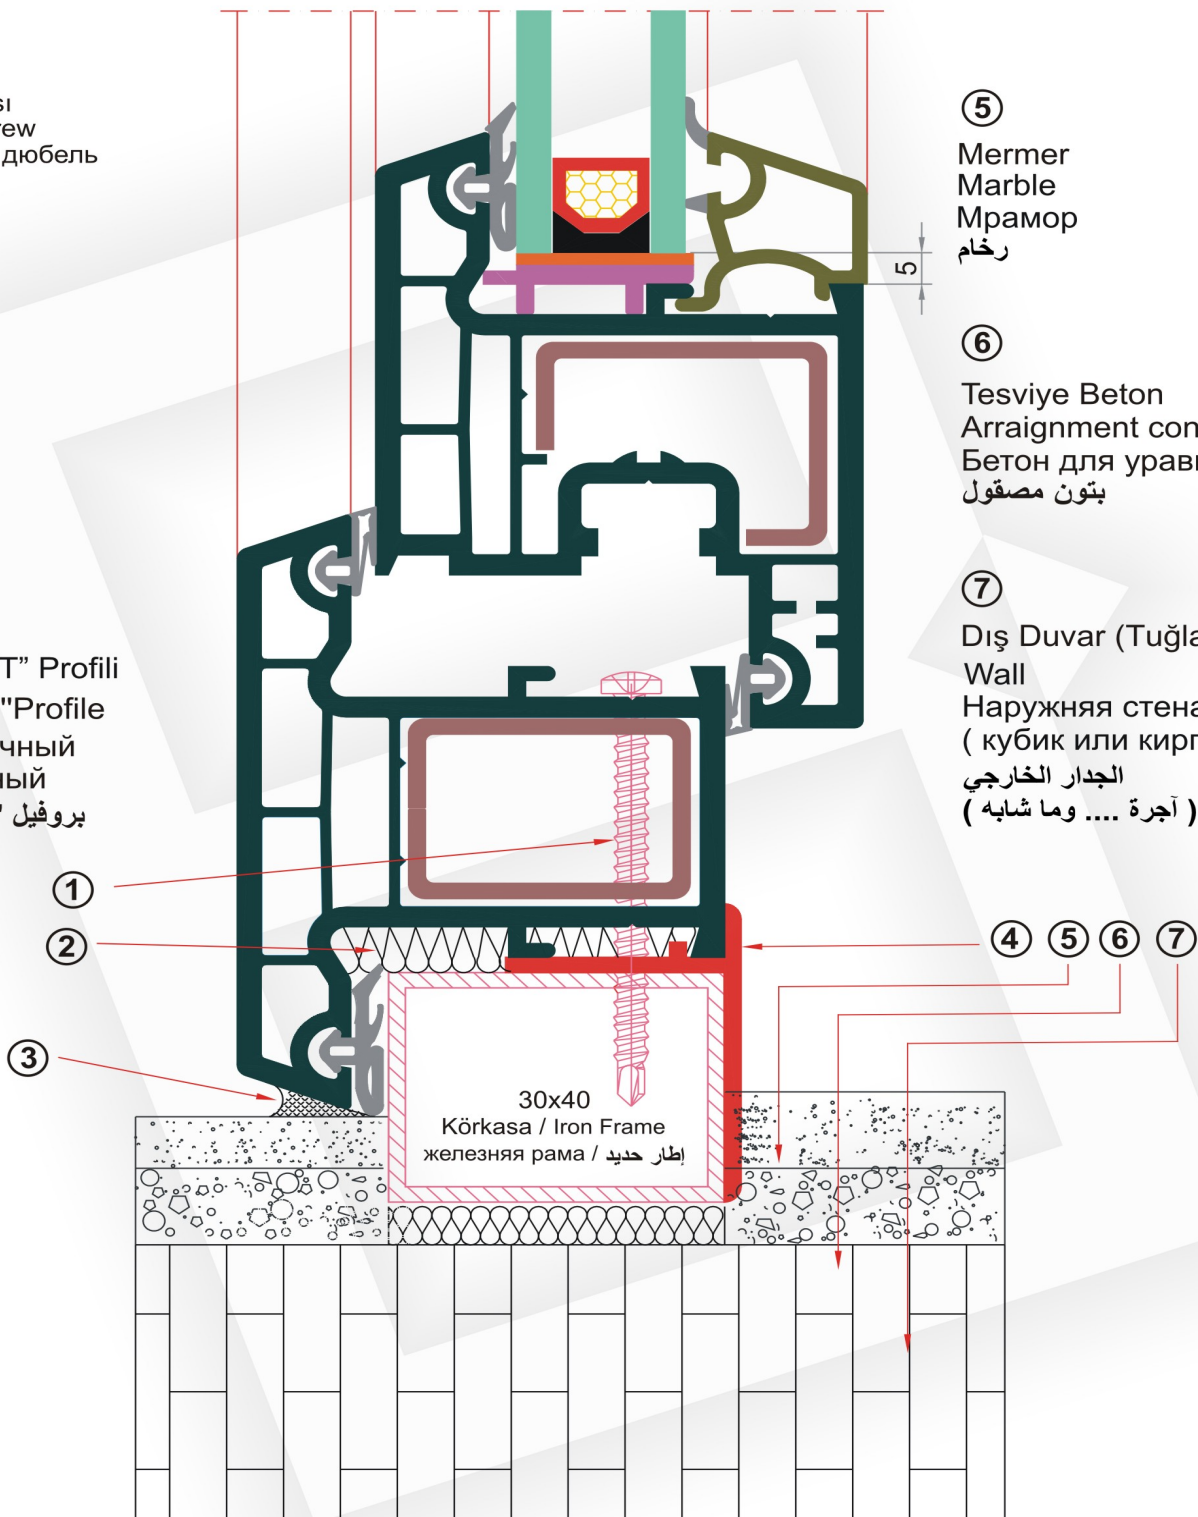 sı
rew
дюбель
T” Profili
"Profile
чный
ный
بروفيل "
①
②
③
5
⑤
Mermer
Marble
Мрамор
رخام
⑥
Tesviye Beton
Arraignment con
Бетон для урав
بتون مصقول
⑦
Dış Duvar (Tuğla
Wall
Наружняя стена
( кубик или кирп
الجدار الخارجي
( آجرة .... وما شابه )
④ ⑤ ⑥ ⑦
30x40
Körkasa / Iron Frame
железняя рама / إطار حديد